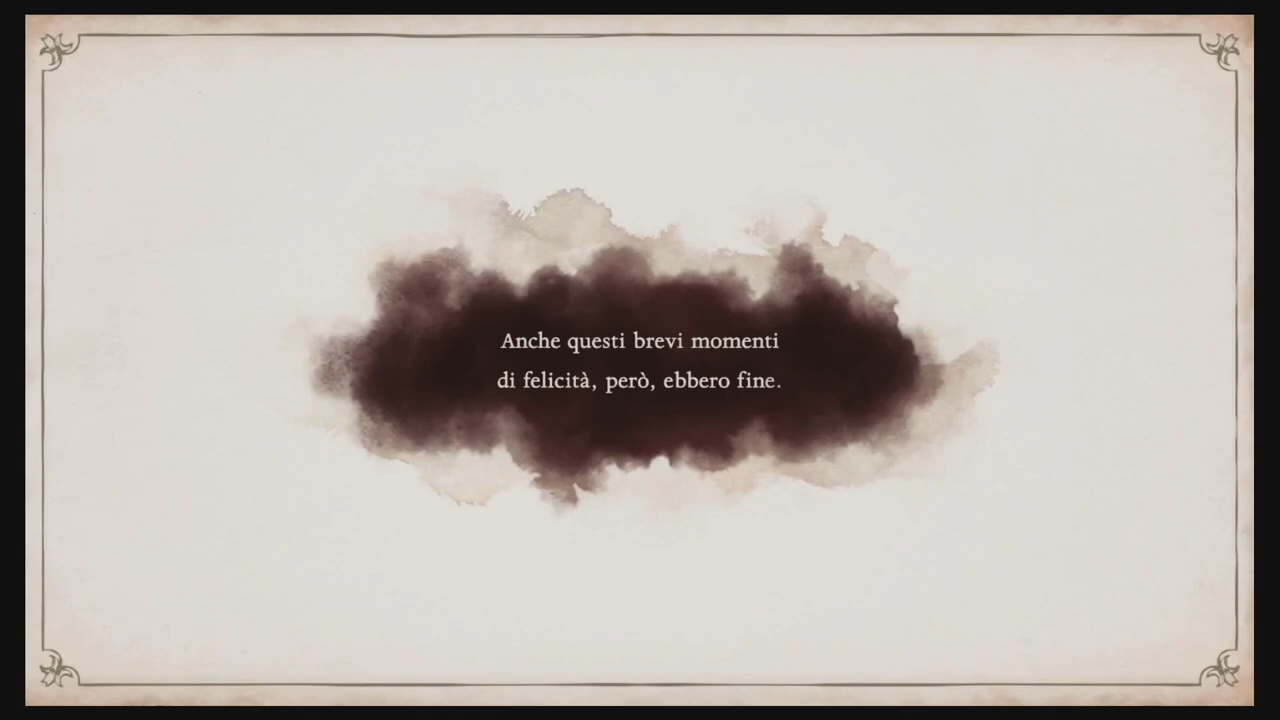 Anche questi brevi momenti
di felicità, però, ebbero fine.